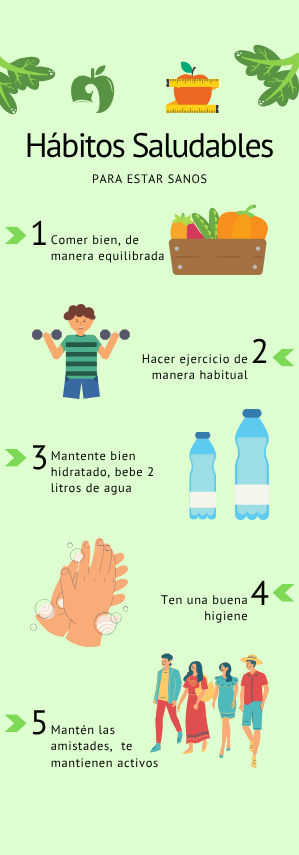 Hábitos Saludables
PARA ESTAR SANOS
1 Comer bien, de
manera equilibrada
Hacer ejercicio de 2
manera habitual
3 Mantente bien
hidratado, bebe 2
litros de agua
Ten una buena 4
higiene
5 Mantén las
amistades, te
mantienen activos